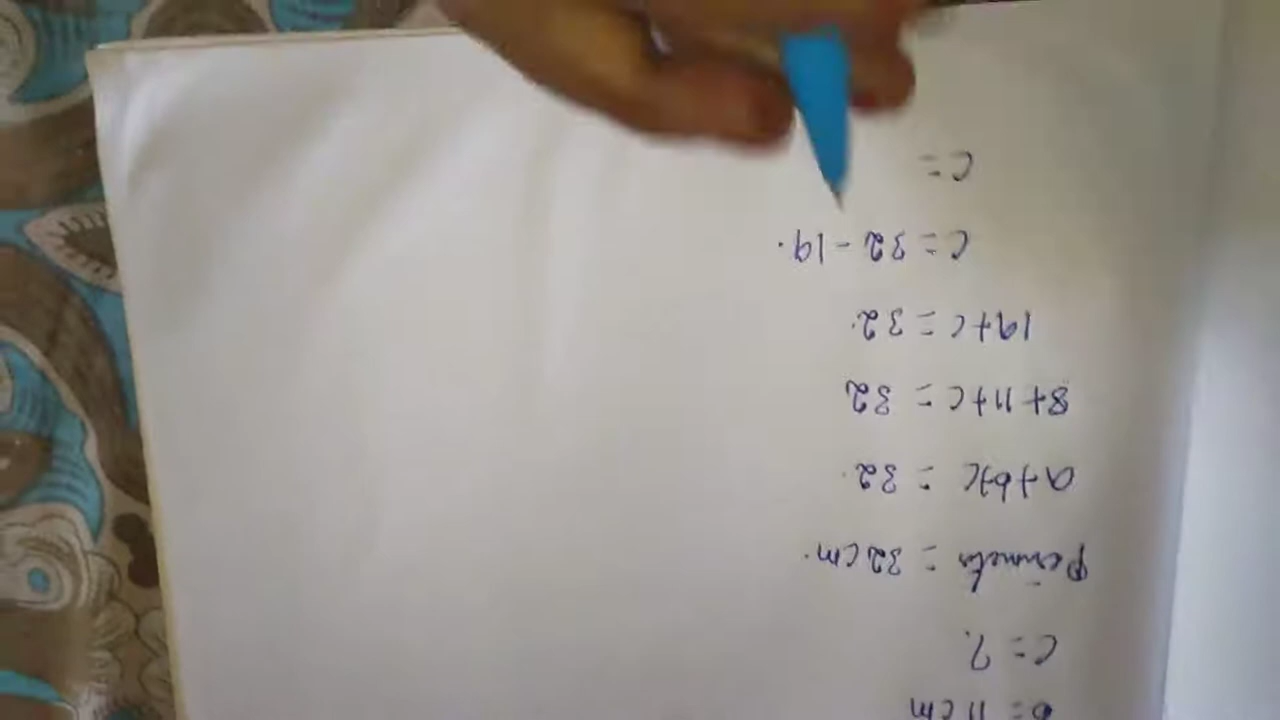 b = 11 cm
c = ?
Perimeter = 32 cm.
a + b + c = 32.
8 + 11 + c = 32
19 + c = 32.
c = 32 - 19.
c =